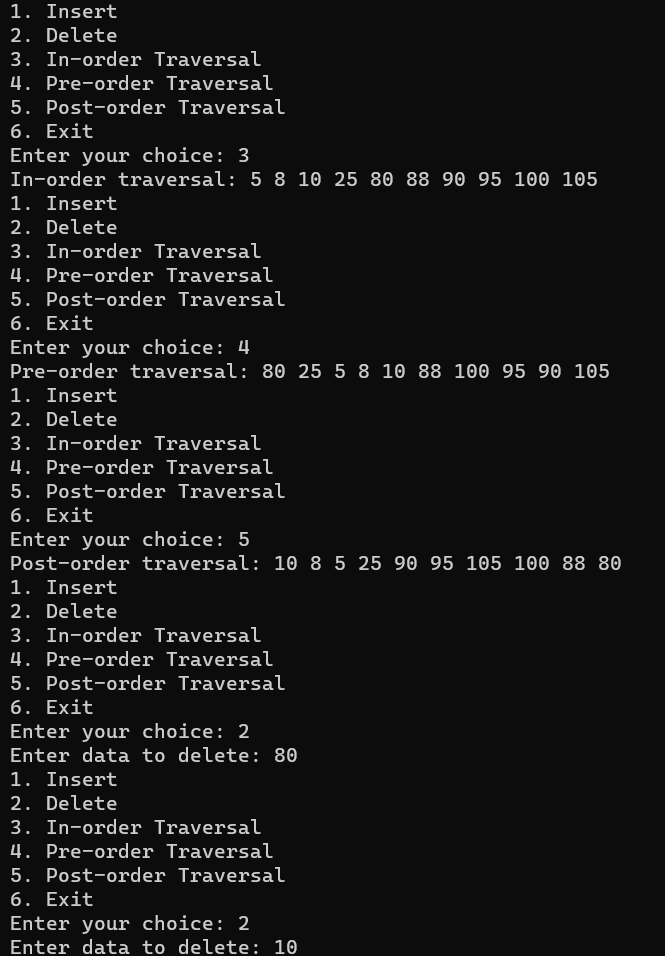 1. Insert
2. Delete
3. In-order Traversal
4. Pre-order Traversal
5. Post-order Traversal
6. Exit
Enter your choice: 3
In-order traversal: 5 8 10 25 80 88 90 95 100 105
1. Insert
2. Delete
3. In-order Traversal
4. Pre-order Traversal
5. Post-order Traversal
6. Exit
Enter your choice: 4
Pre-order traversal: 80 25 5 8 10 88 100 95 90 105
1. Insert
2. Delete
3. In-order Traversal
4. Pre-order Traversal
5. Post-order Traversal
6. Exit
Enter your choice: 5
Post-order traversal: 10 8 5 25 90 95 105 100 88 80
1. Insert
2. Delete
3. In-order Traversal
4. Pre-order Traversal
5. Post-order Traversal
6. Exit
Enter your choice: 2
Enter data to delete: 80
1. Insert
2. Delete
3. In-order Traversal
4. Pre-order Traversal
5. Post-order Traversal
6. Exit
Enter your choice: 2
Enter data to delete: 10